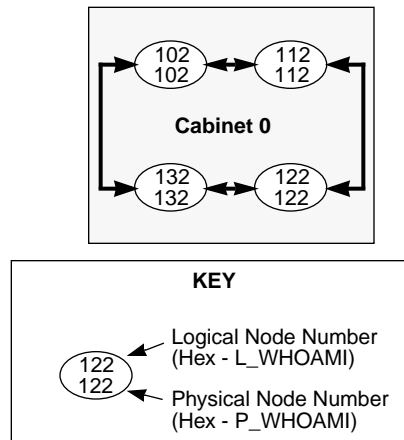 102
102
112
112
Cabinet 0
132
132
122
122
KEY
122
122
Logical Node Number
(Hex - L_WHOAMI)
Physical Node Number
(Hex - P_WHOAMI)